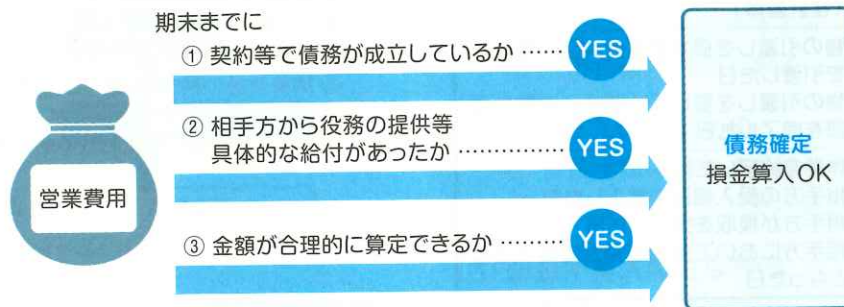 期末までに
① 契約等で債務が成立しているか …… YES
② 相手方から役務の提供等
具体的な給付があったか …………… YES
③ 金額が合理的に算定できるか ……… YES
営業費用
債務確定
損金算入OK